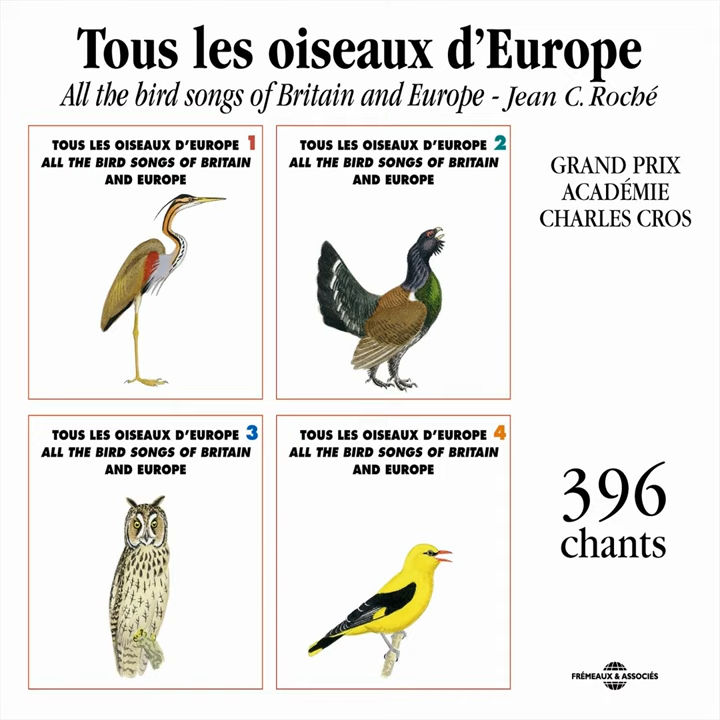 Tous les oiseaux d'Europe
All the bird songs of Britain and Europe - Jean C. Roché
TOUS LES OISEAUX D'EUROPE 1
ALL THE BIRD SONGS OF BRITAIN
AND EUROPE
TOUS LES OISEAUX D'EUROPE 2
ALL THE BIRD SONGS OF BRITAIN
AND EUROPE
GRAND PRIX
ACADÉMIE
CHARLES CROS
TOUS LES OISEAUX D'EUROPE 3
ALL THE BIRD SONGS OF BRITAIN
AND EUROPE
TOUS LES OISEAUX D'EUROPE 4
ALL THE BIRD SONGS OF BRITAIN
AND EUROPE
396
chants
FRÉMEAUX & ASSOCIÉS